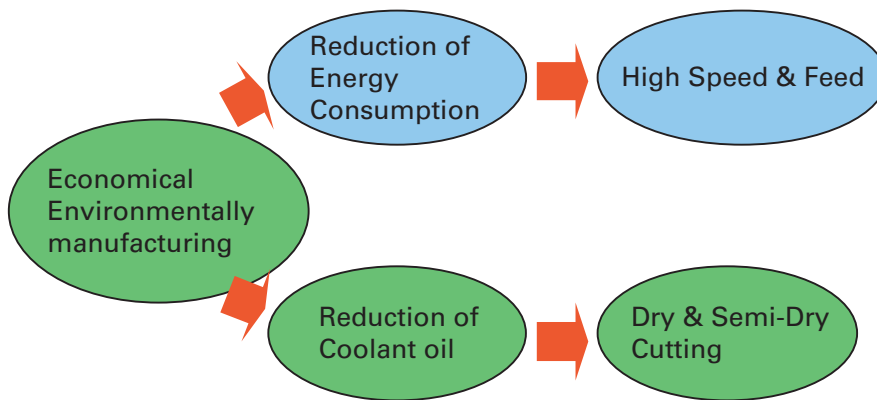 Reduction of
Energy
Consumption
High Speed & Feed
Economical
Environmentally
manufacturing
Reduction of
Coolant oil
Dry & Semi-Dry
Cutting